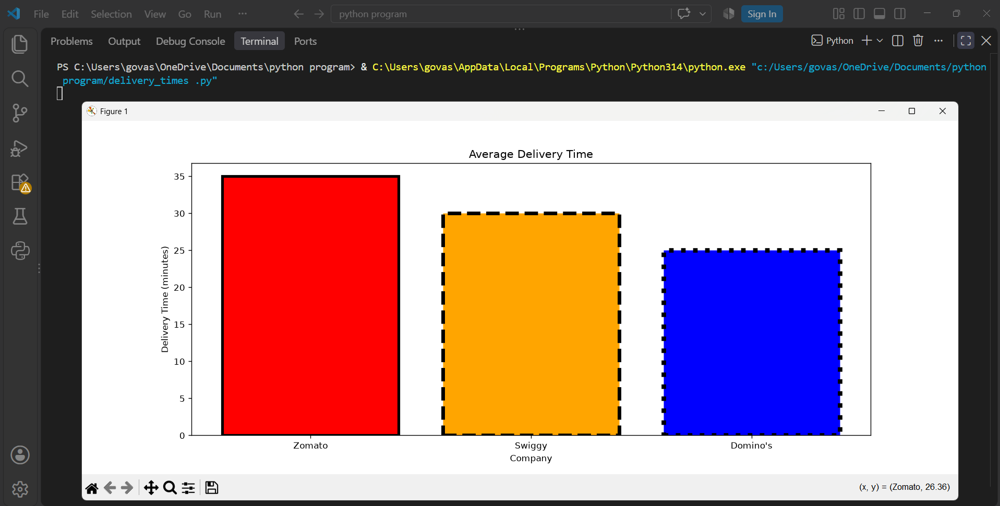 File Edit Selection View Go Run ··· python program Sign In
Problems Output Debug Console Terminal Ports Python
PS C:\Users\govas\OneDrive\Documents\python program> & C:\Users\govas\AppData\Local\Programs\Python\Python314\python.exe "c:/Users/govas/OneDrive/Documents/python
program/delivery_times .py"
Figure 1
Average Delivery Time
Delivery Time (minutes)
35
30
25
20
15
10
5
0
Zomato Swiggy Domino's
Company
(x, y) = (Zomato, 26.36)